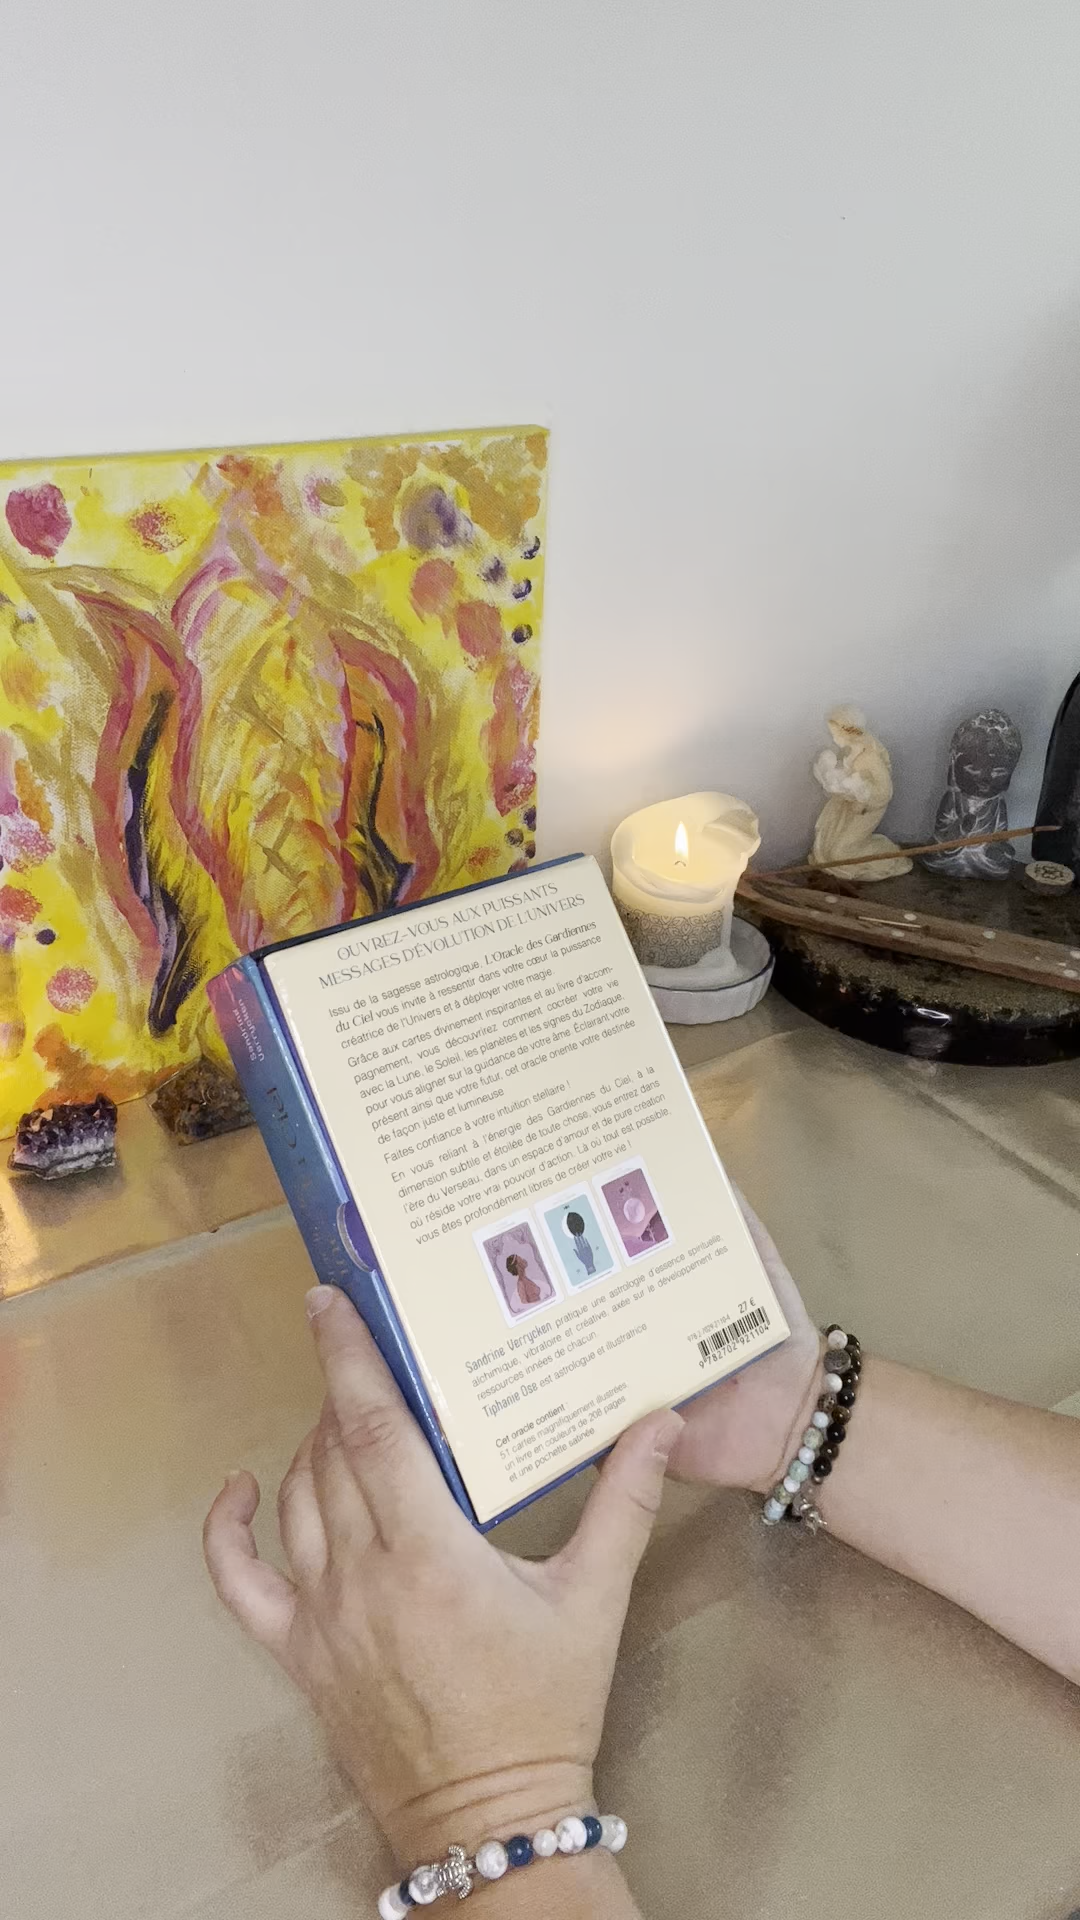 OUVREZ-VOUS AUX PUISSANTS
MESSAGES D'ÉVOLUTION DE L'UNIVERS
Issu de la sagesse astrologique, L'Oracle des Gardiennes
du Ciel vous invite à ressentir dans votre cœur la puissance
créatrice de l'Univers et à déployer votre magie.
Grâce aux cartes divinement inspirantes et au livre d'accom-
pagnement, vous découvrirez comment cocréer votre vie
avec la Lune, le Soleil, les planètes et les signes du Zodiaque,
pour vous aligner sur la guidance de votre âme. Éclairant votre
présent ainsi que votre futur, cet oracle oriente votre destinée
de façon juste et lumineuse.
Faites confiance à votre intuition stellaire !
En vous reliant à l'énergie des Gardiennes du Ciel, à la
dimension subtile et étoilée de toute chose, vous entrez dans
l'ère du Verseau, dans un espace d'amour et de pure création
où réside votre vrai pouvoir d'action. Là où tout est possible,
vous êtes profondément libres de créer votre vie !
Sandrine Verrycken pratique une astrologie d'essence spirituelle,
alchimique, vibratoire et créative, axée sur le développement des
ressources innées de chacun.
Tiphanie Ose est astrologue et illustratrice.
Cet oracle contient :
51 cartes magnifiquement illustrées
un livre en couleurs de 208 pages
et une pochette satinée
27 €
9782702921104
Sandrine
Verrycken
Ciel